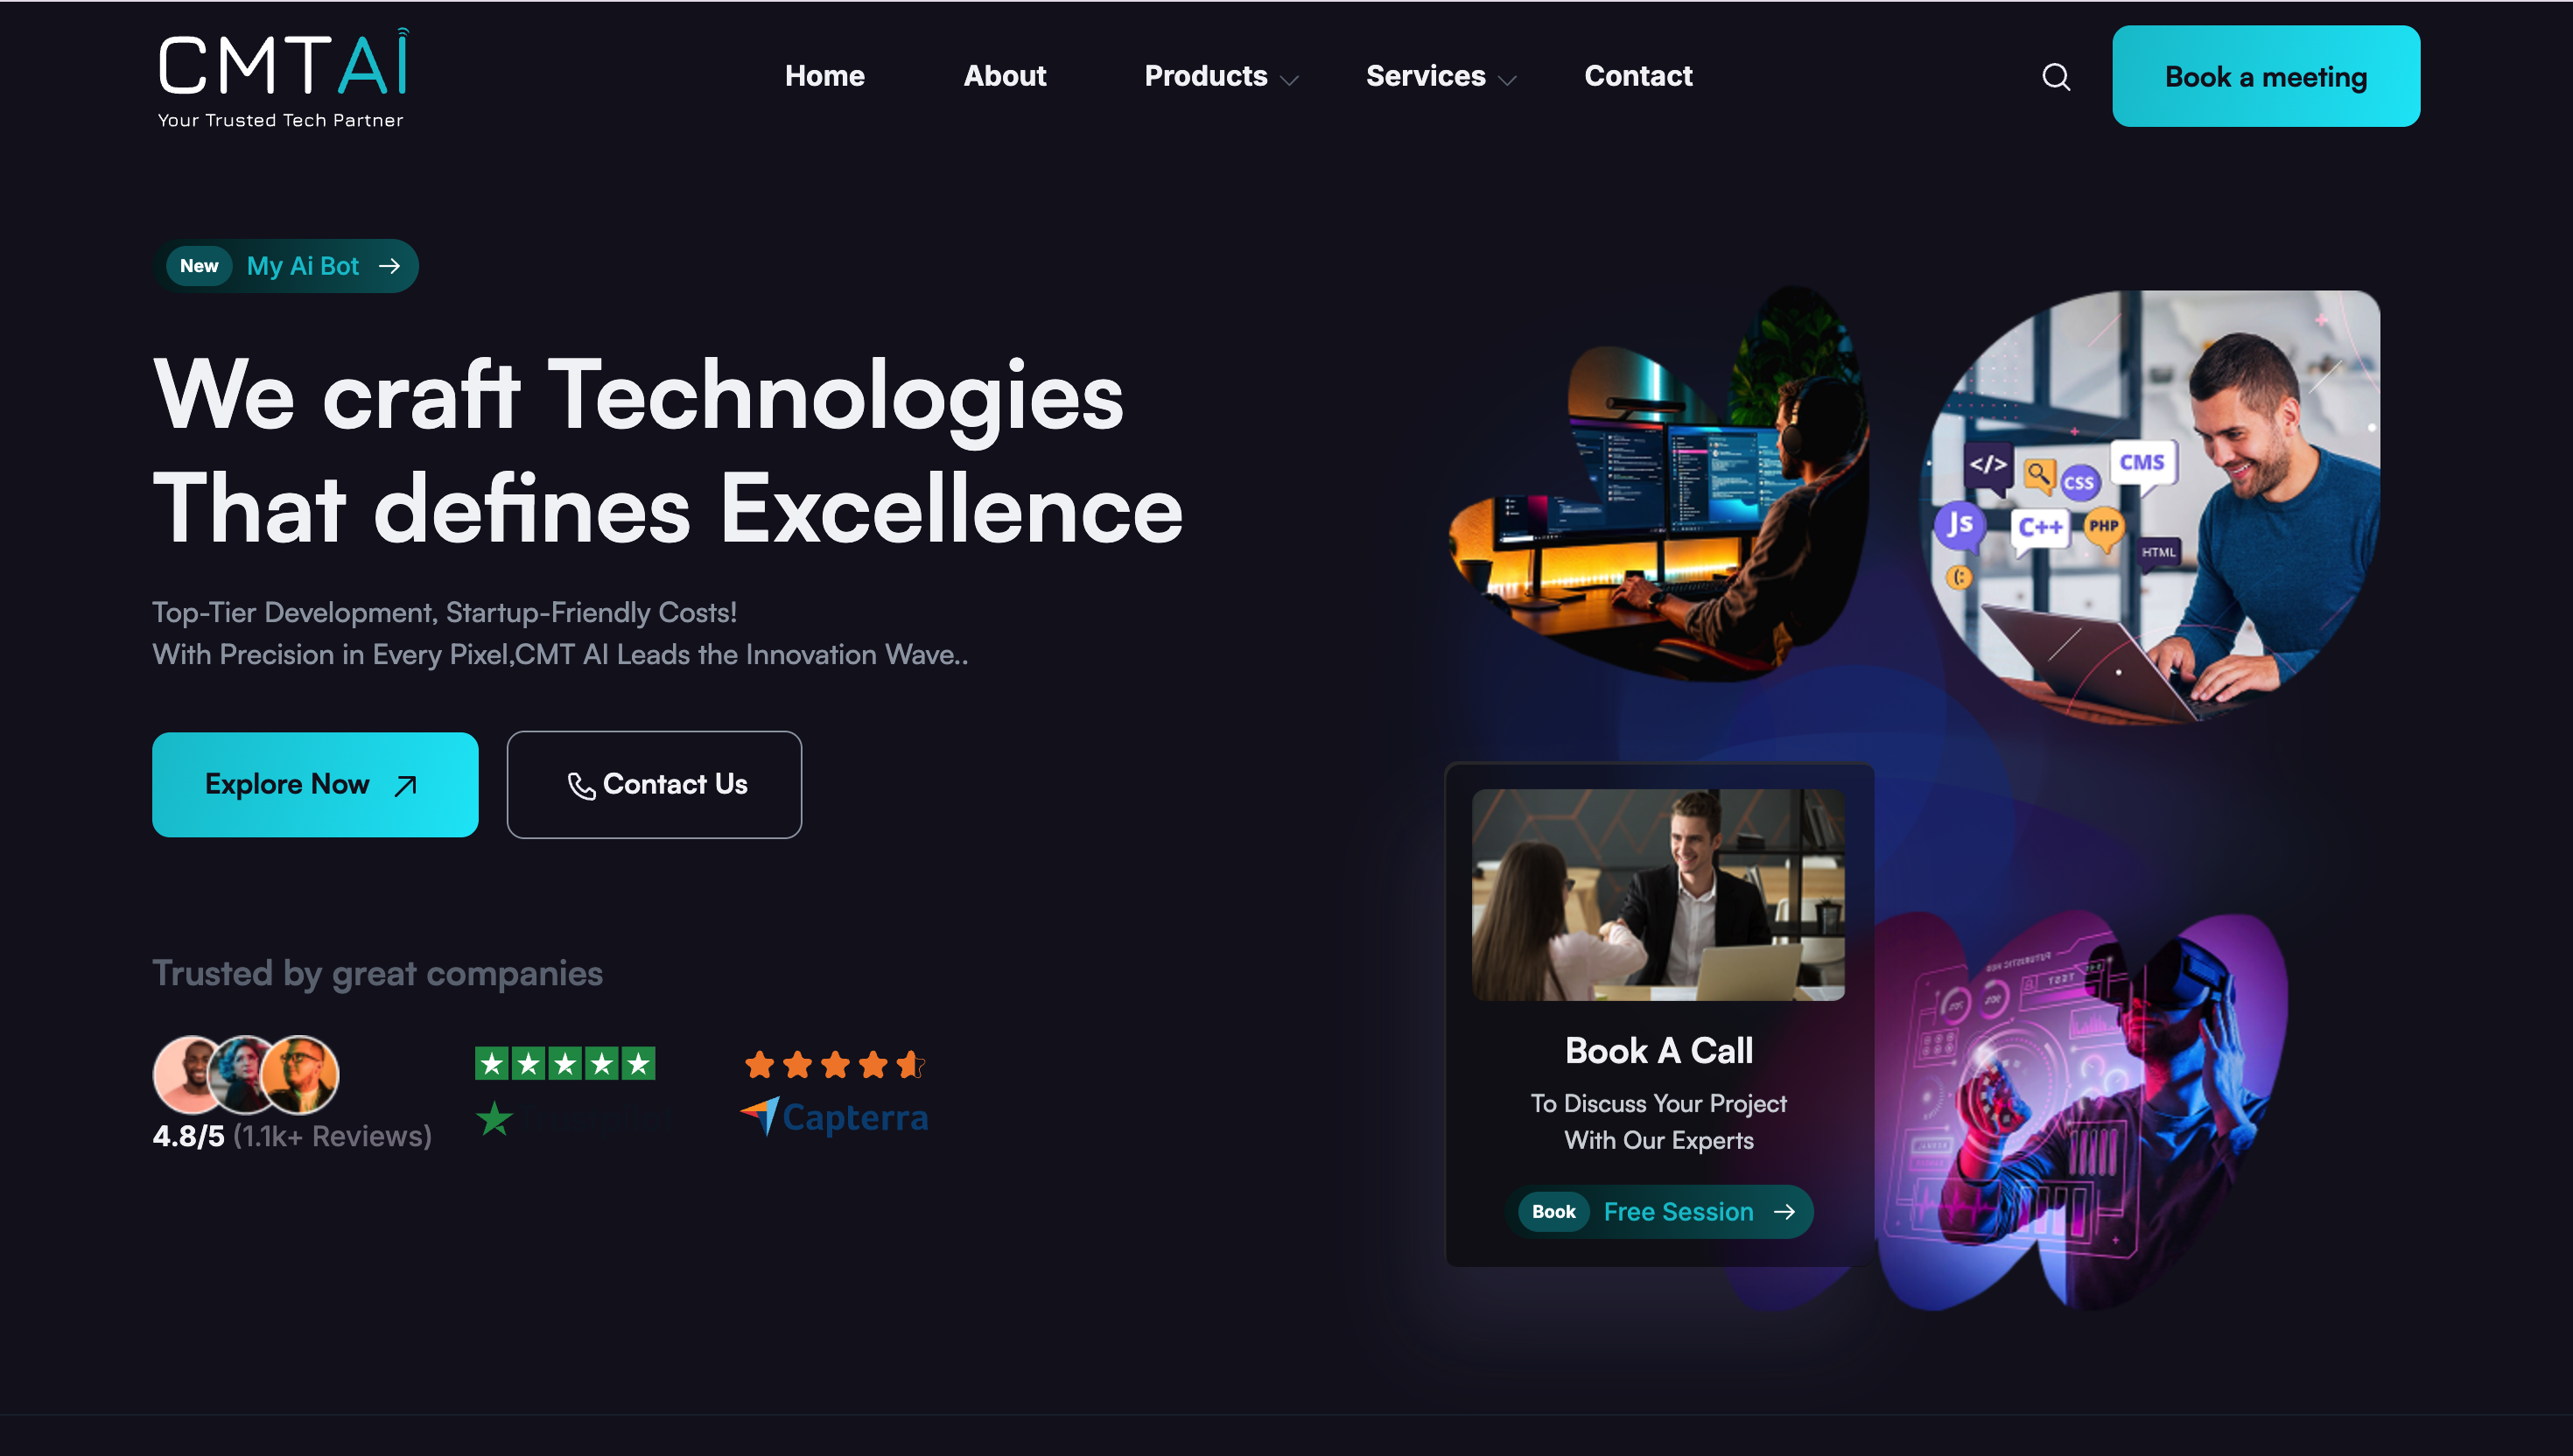 CMTAI
Your Trusted Tech Partner
Home
About
Products
Services
Contact
Book a meeting
New My Ai Bot
We craft Technologies
That defines Excellence
Top-Tier Development, Startup-Friendly Costs!
With Precision in Every Pixel,CMT AI Leads the Innovation Wave..
Explore Now
Contact Us
Trusted by great companies
4.8/5 (1.1k+ Reviews)
Capterra
</>
CSS
CMS
Js
C++
PHP
HTML
(:
Book A Call
To Discuss Your Project
With Our Experts
Book Free Session
TEST